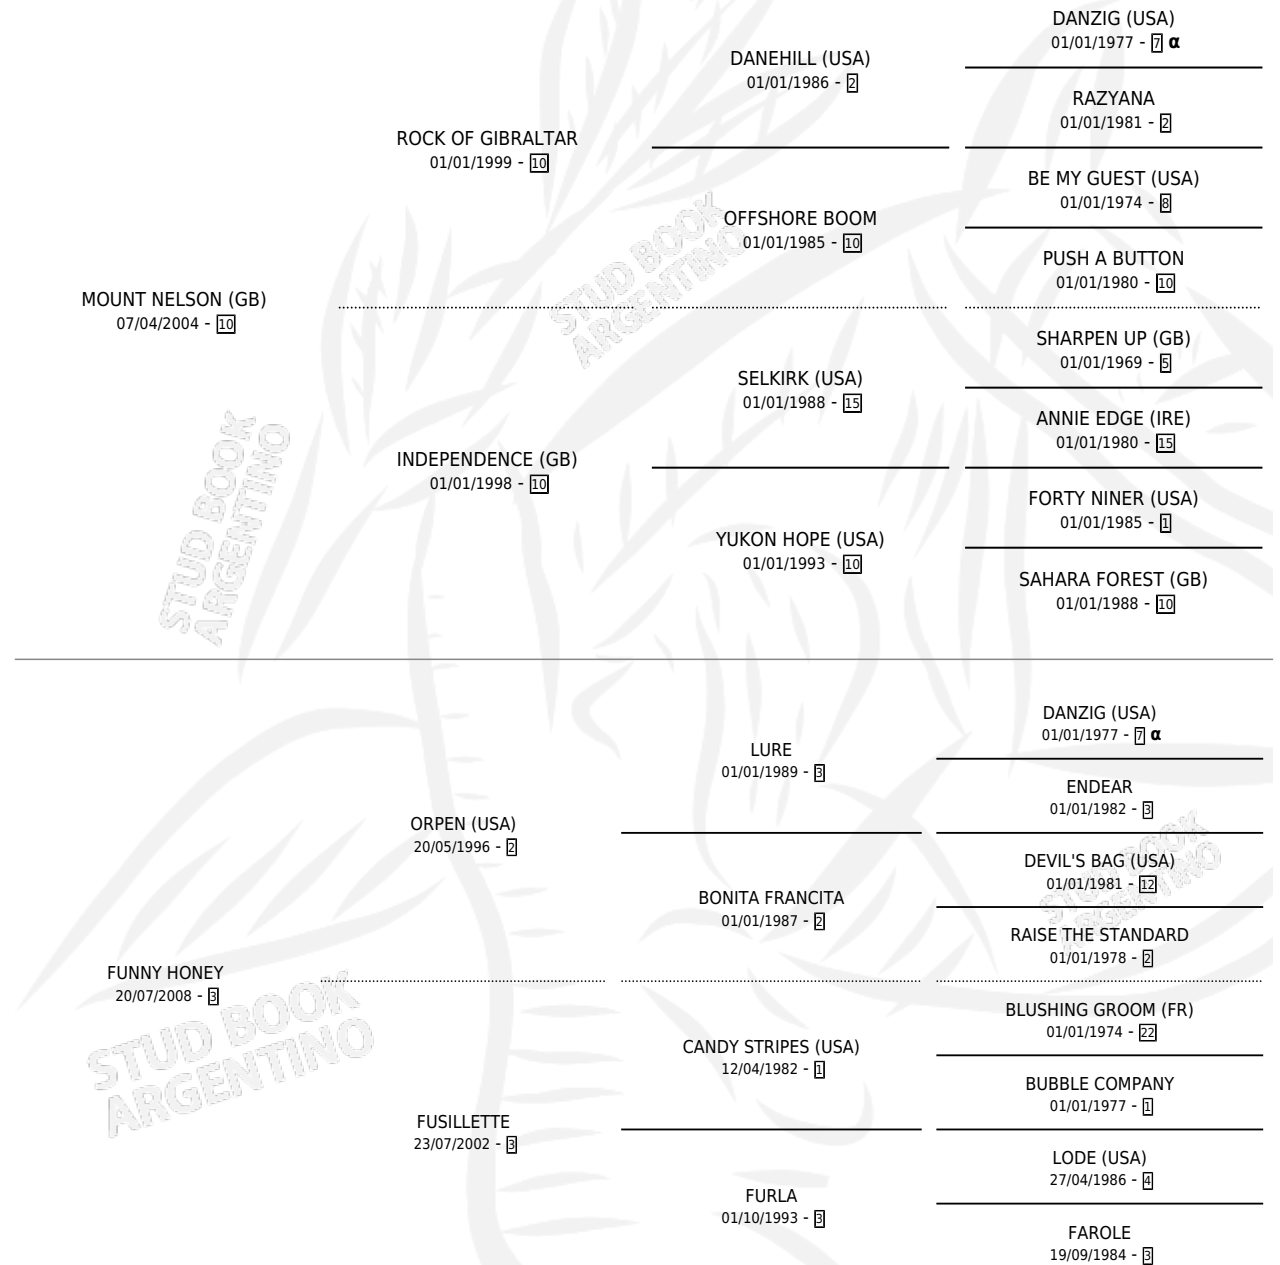 DANZIG (USA)
01/01/1977 - 7 α
DANEHILL (USA)
01/01/1986 - 2
RAZYANA
01/01/1981 - 2
ROCK OF GIBRALTAR
01/01/1999 - 10
BE MY GUEST (USA)
01/01/1974 - 8
OFFSHORE BOOM
01/01/1985 - 10
PUSH A BUTTON
01/01/1980 - 10
MOUNT NELSON (GB)
07/04/2004 - 10
SHARPEN UP (GB)
01/01/1969 - 5
SELKIRK (USA)
01/01/1988 - 15
ANNIE EDGE (IRE)
01/01/1980 - 15
INDEPENDENCE (GB)
01/01/1998 - 10
FORTY NINER (USA)
01/01/1985 - 1
YUKON HOPE (USA)
01/01/1993 - 10
SAHARA FOREST (GB)
01/01/1988 - 10
DANZIG (USA)
01/01/1977 - 7 α
LURE
01/01/1989 - 3
ENDEAR
01/01/1982 - 3
ORPEN (USA)
20/05/1996 - 2
DEVIL'S BAG (USA)
01/01/1981 - 12
BONITA FRANCITA
01/01/1987 - 2
RAISE THE STANDARD
01/01/1978 - 2
FUNNY HONEY
20/07/2008 - 3
BLUSHING GROOM (FR)
01/01/1974 - 22
CANDY STRIPES (USA)
12/04/1982 - 1
BUBBLE COMPANY
01/01/1977 - 1
FUSILLETTE
23/07/2002 - 3
LODE (USA)
27/04/1986 - 4
FURLA
01/10/1993 - 3
FAROLE
19/09/1984 - 3
STUD BOOK
ARGENTINO
STUD BOOK
ARGENTINO
STUD BOOK
ARGENTINO
STUD BOOK
ARGENTINO